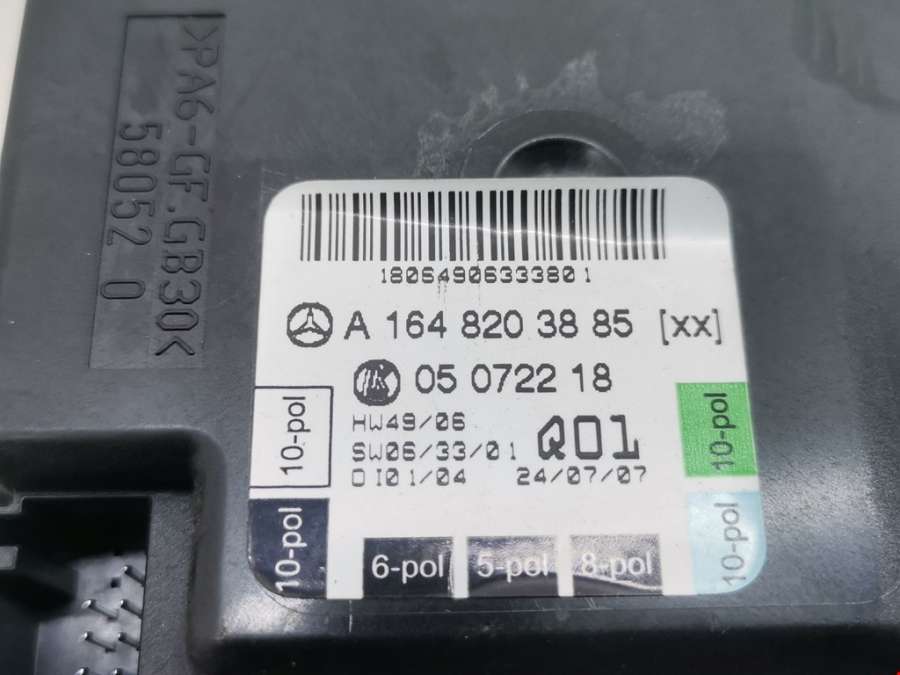 >PA6-GF.GB30<
58052 0
1806490633380 1
A 164 820 38 85 [xx]
05 0722 18
HW49/06
SW06/33/01
DI01/04
Q01
24/07/07
10-pol
10-pol
10-pol
10-pol
6-pol
5-pol
8-pol